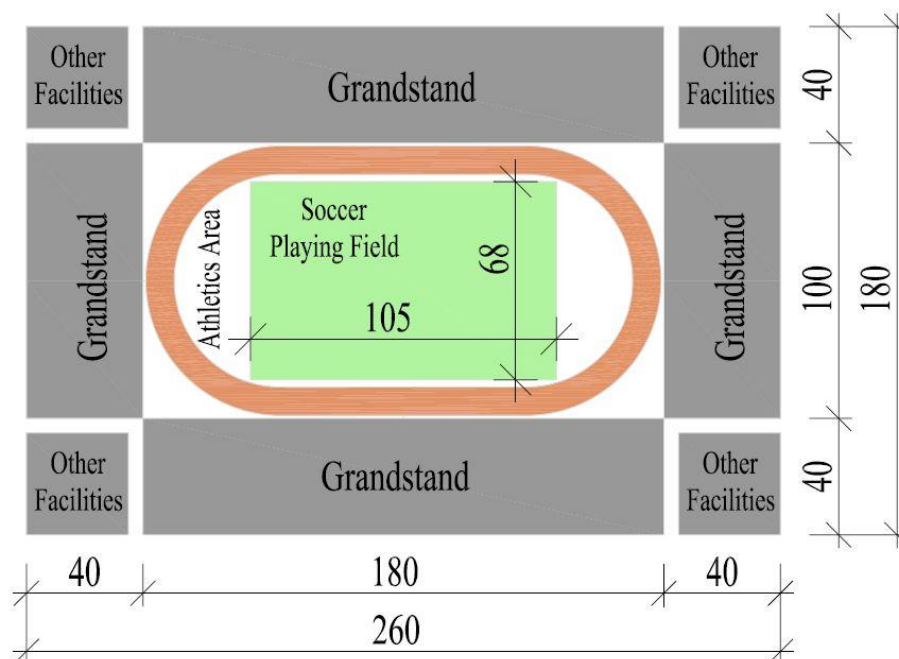 Other
Facilities
Grandstand
Other
Facilities
40
180
Grandstand
Athletics Area
Soccer
Playing Field
68
105
Grandstand
100
Other
Facilities
Grandstand
Other
Facilities
40
40
180
40
260